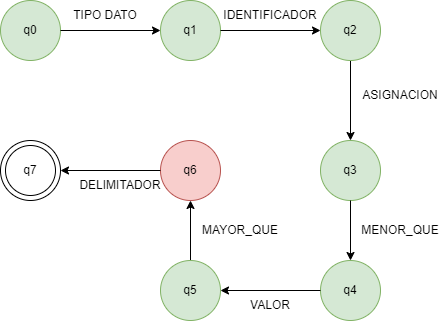 TIPO DATO
IDENTIFICADOR
q0
q1
q2
ASIGNACION
q7
q6
q3
DELIMITADOR
MAYOR_QUE
MENOR_QUE
q5
q4
VALOR